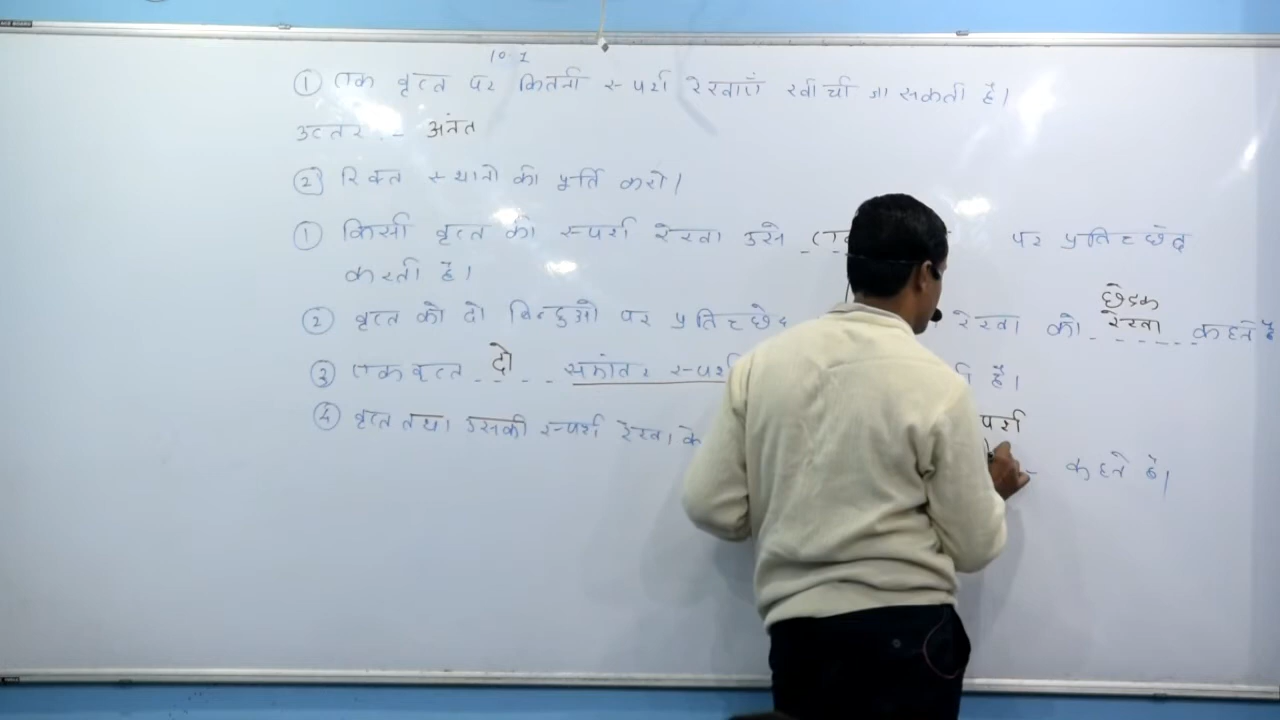 10.1
① एक वृत्त पर कितनी स्पर्श रेखाएँ खींची जा सकती है।
उत्तर :- अनंत
② रिक्त स्थानों की पूर्ति करो।
① किसी वृत्त की स्पर्श रेखा उसे पर प्रतिच्छेद
करती है।
② वृत्त को दो बिन्दुओं पर प्रतिच्छेद रेखा को छेदक रेखा कहते है
③ एक वृत्त दो समांतर स्पर्श है।
④ वृत्त तथा उसकी स्पर्श रेखा के
कहते है।